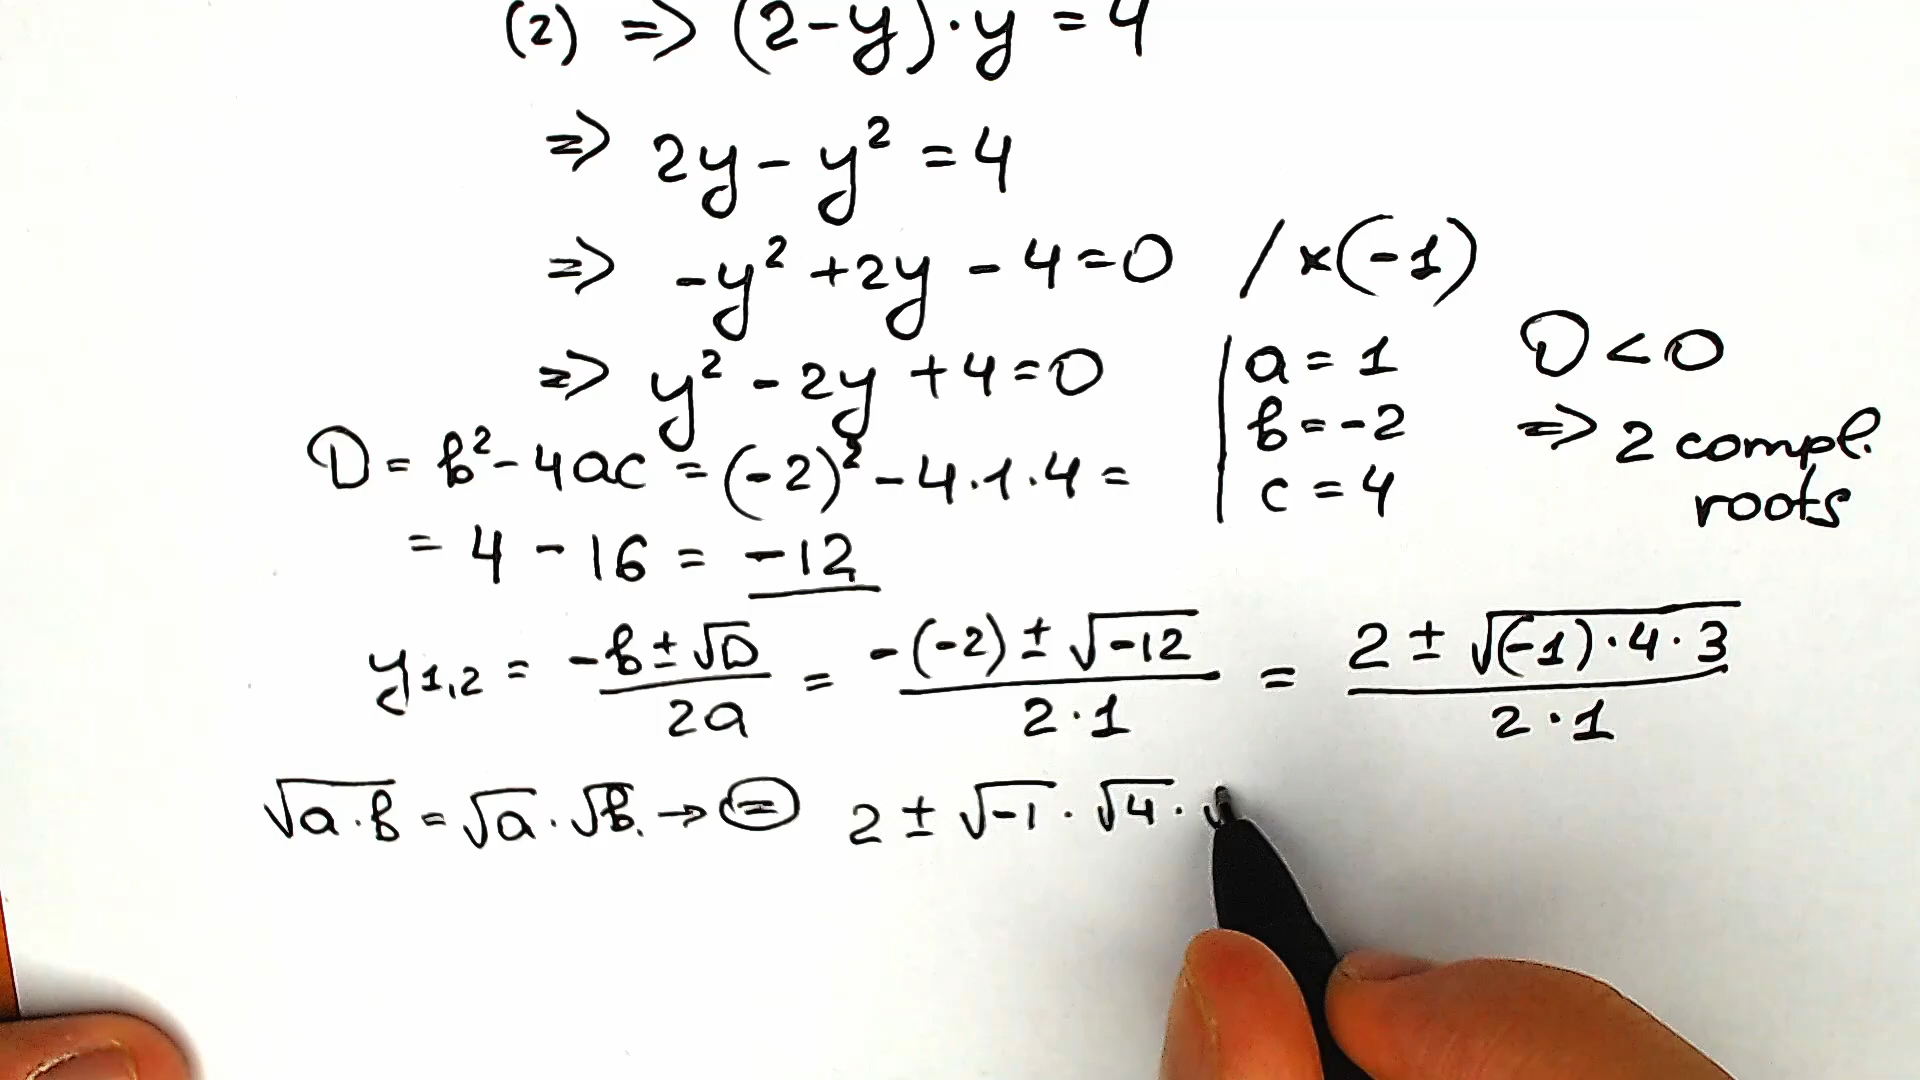 (2) => (2-y)·y = 4
=> 2y - y² = 4
=> -y² + 2y - 4 = 0 / x(-1)
=> y² - 2y + 4 = 0 | a = 1 D < 0
b = -2 => 2 compl.
D = b² - 4ac = (-2)² - 4·1·4 = c = 4 roots
= 4 - 16 = -12
y1,2 = (-b ± √D)/(2a) = (-(-2) ± √-12)/(2·1) = (2 ± √(-1)·4·3)/(2·1)
√a·b = √a · √b. → = 2 ± √-1 · √4 · √